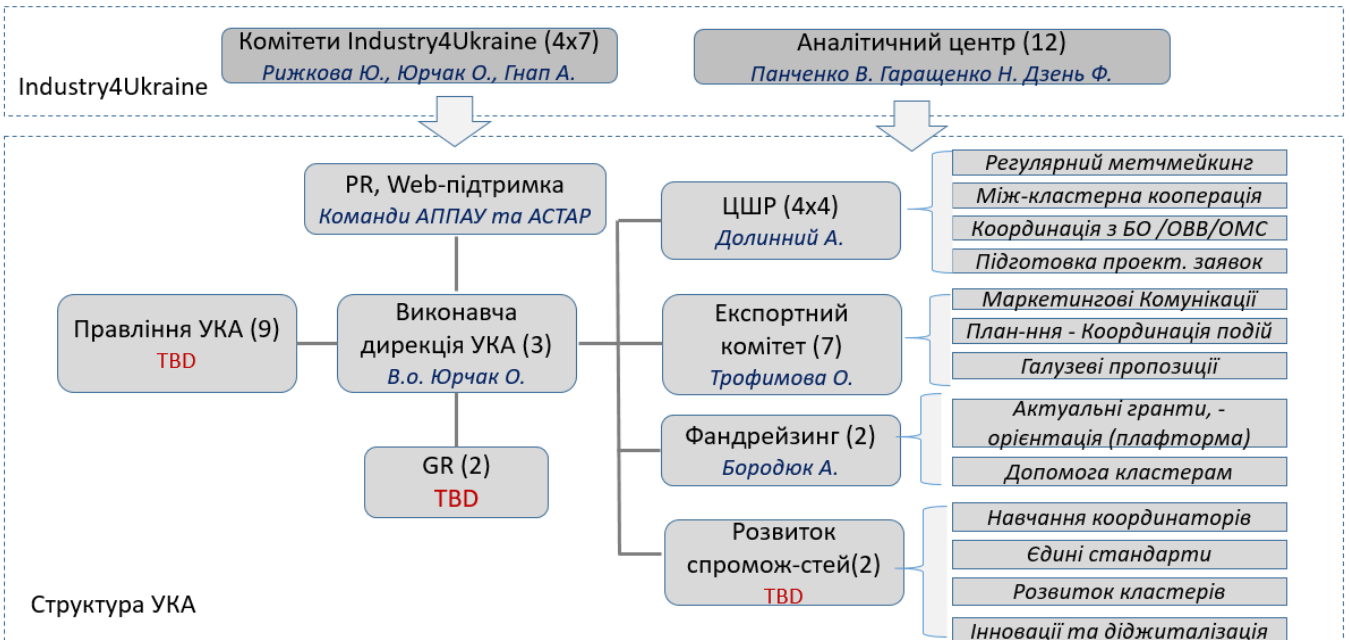 Комітети Industry4Ukraine (4x7)
Рижкова Ю., Юрчак О., Гнап А.
Аналітичний центр (12)
Панченко В. Гаращенко Н. Дзень Ф.
Industry4Ukraine
PR, Web-підтримка
Команди АППАУ та АСТАР
Правління УКА (9)
TBD
Виконавча
дирекція УКА (3)
В.о. Юрчак О.
GR (2)
TBD
ЦШР (4x4)
Долинний А.
Регулярний метчмейкинг
Між-кластерна кооперація
Координація з БО /ОВВ/ОМС
Підготовка проект. заявок
Експортний
комітет (7)
Трофимова О.
Маркетингові Комунікації
План-ння - Координація подій
Галузеві пропозиції
Фандрейзинг (2)
Бородюк А.
Актуальні гранти, -
орієнтація (плафторма)
Допомога кластерам
Розвиток
спромож-стей(2)
TBD
Навчання координаторів
Єдині стандарти
Розвиток кластерів
Інновації та діджиталізація
Структура УКА